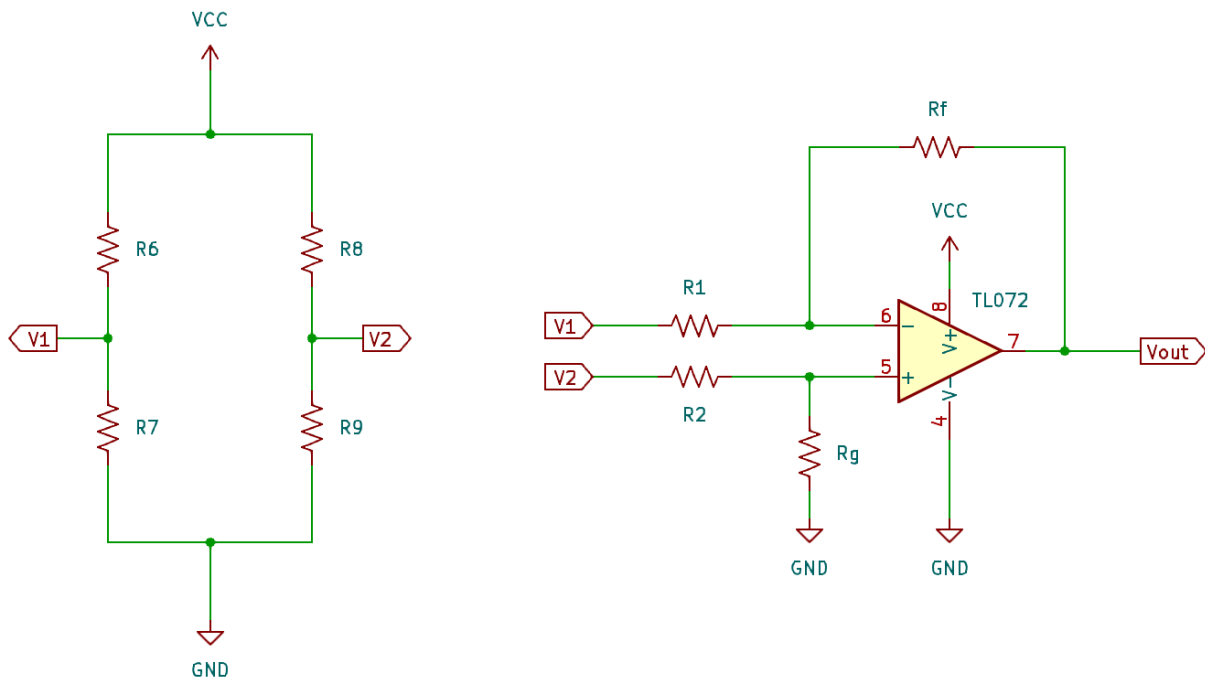 VCC
R6
R8
V1
V2
R7
R9
GND
Rf
VCC
TL072
R1
V1
6
-
8
V+
7
Vout
V2
5
+
V-
4
R2
Rg
GND
GND